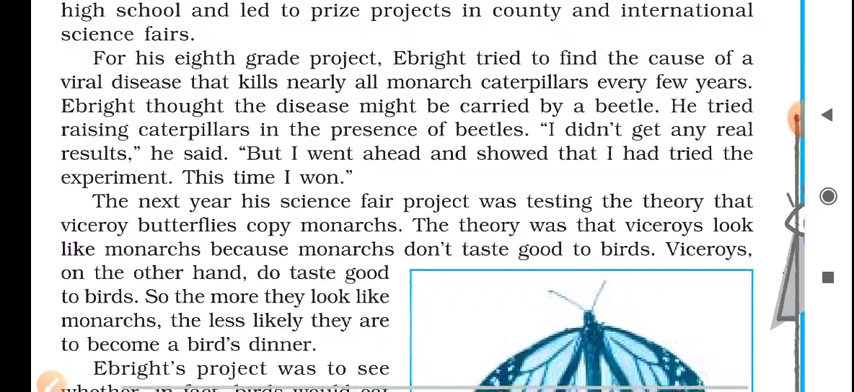 high school and led to prize projects in county and international
science fairs.
For his eighth grade project, Ebright tried to find the cause of a
viral disease that kills nearly all monarch caterpillars every few years.
Ebright thought the disease might be carried by a beetle. He tried
raising caterpillars in the presence of beetles. “I didn’t get any real
results,” he said. “But I went ahead and showed that I had tried the
experiment. This time I won.”
The next year his science fair project was testing the theory that
viceroy butterflies copy monarchs. The theory was that viceroys look
like monarchs because monarchs don’t taste good to birds. Viceroys,
on the other hand, do taste good
to birds. So the more they look like
monarchs, the less likely they are
to become a bird’s dinner.
Ebright’s project was to see
whether, in fact, birds would eat